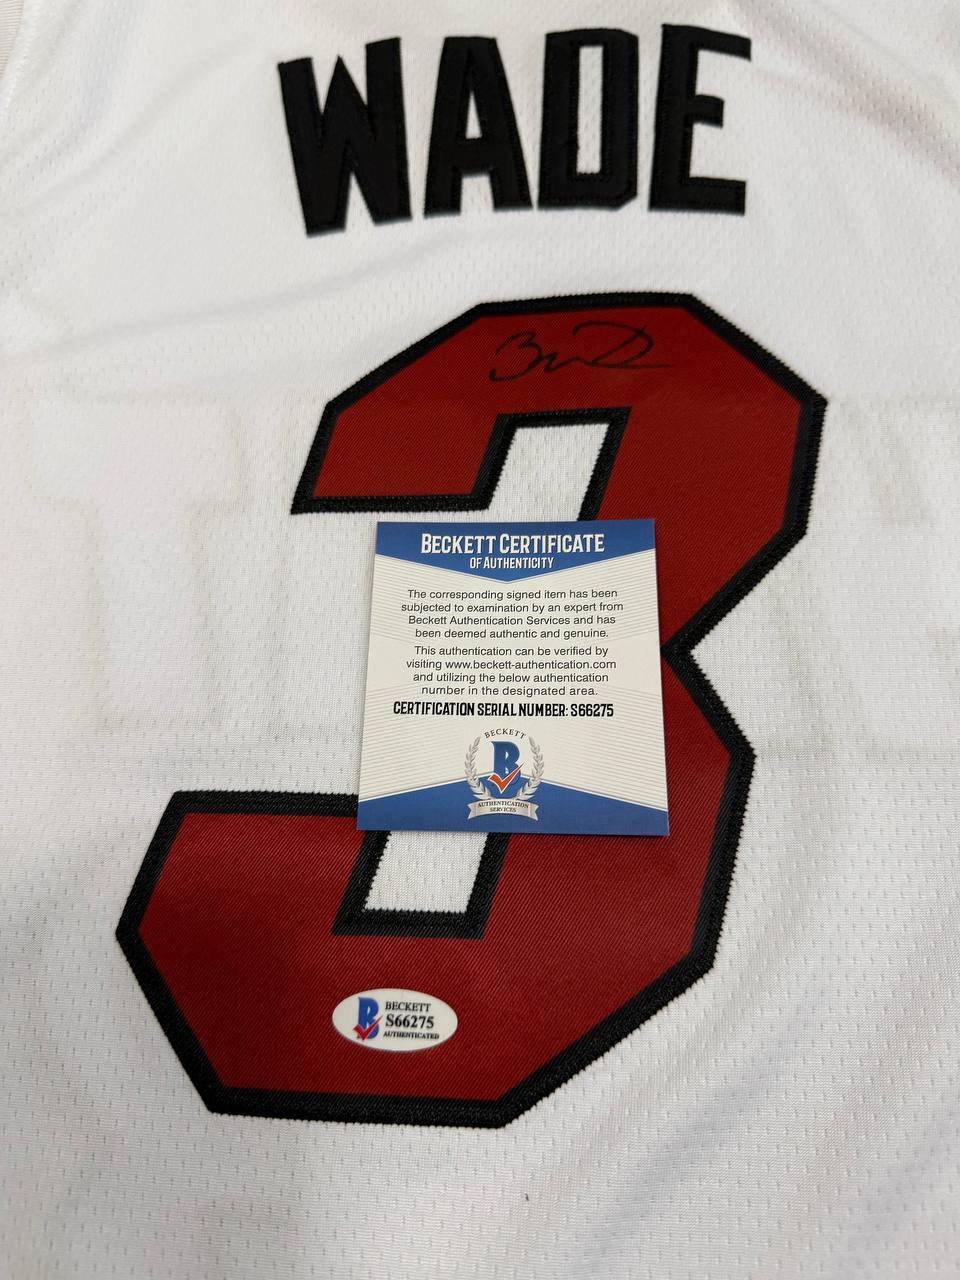 WADE
3
BECKETT CERTIFICATE
OF AUTHENTICITY
The corresponding signed item has been
subjected to examination by an expert from
Beckett Authentication Services and has
been deemed authentic and genuine.
This authentication can be verified by
visiting www.beckett-authentication.com
and utilizing the below authentication
number in the designated area.
CERTIFICATION SERIAL NUMBER: S66275
BECKETT
B
AUTHENTICATION
SERVICES
B
BECKETT
S66275
AUTHENTICATED